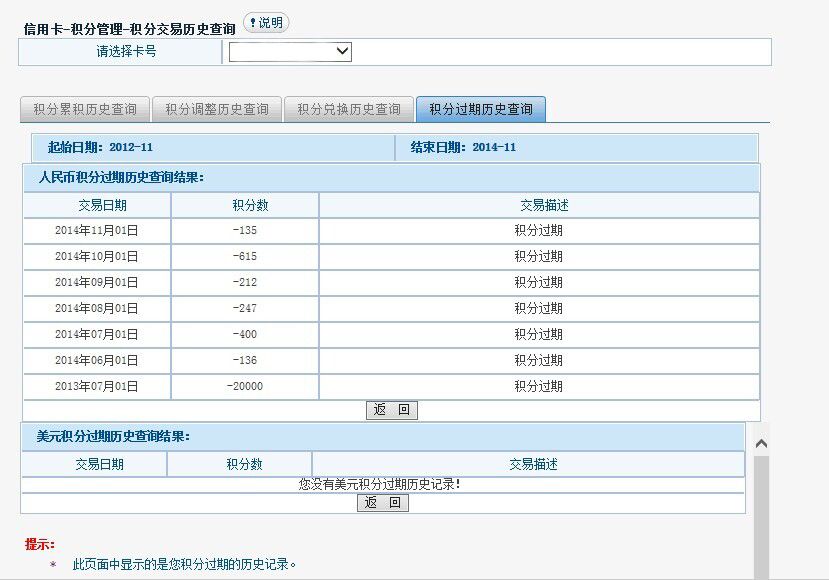 信用卡-积分管理-积分交易历史查询 !说明
请选择卡号
积分累积历史查询 积分调整历史查询 积分兑换历史查询 积分过期历史查询
起始日期：2012-11 结束日期：2014-11
人民币积分过期历史查询结果：
交易日期 积分数 交易描述
2014年11月01日 -135 积分过期
2014年10月01日 -615 积分过期
2014年09月01日 -212 积分过期
2014年08月01日 -247 积分过期
2014年07月01日 -400 积分过期
2014年06月01日 -136 积分过期
2013年07月01日 -20000 积分过期
返 回
美元积分过期历史查询结果：
交易日期 积分数 交易描述
您没有美元积分过期历史记录！
返 回
提示：
* 此页面中显示的是您积分过期的历史记录。